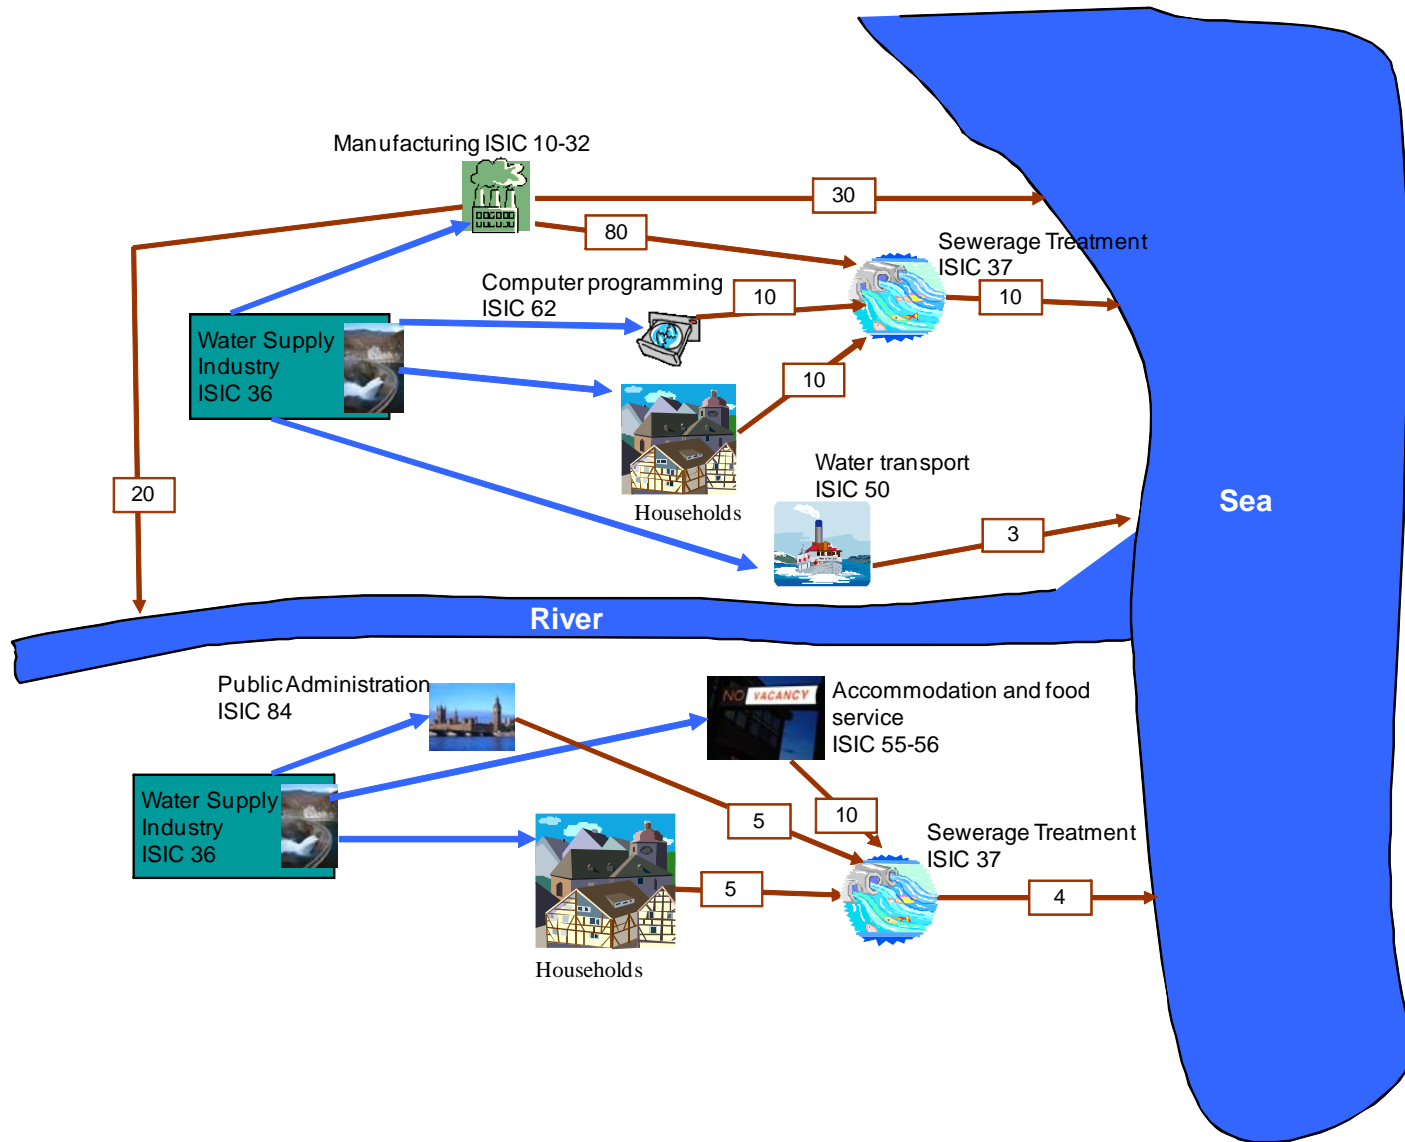 Manufacturing ISIC 10-32
30
80
Sewerage Treatment
ISIC 37
Computer programming
ISIC 62
10
10
Water Supply
Industry
ISIC 36
10
Water transport
ISIC 50
20
Households
Sea
3
River
Public Administration
ISIC 84
NO VACANCY
Accommodation and food
service
ISIC 55-56
Water Supply
Industry
ISIC 36
5
10
Sewerage Treatment
ISIC 37
5
4
Households